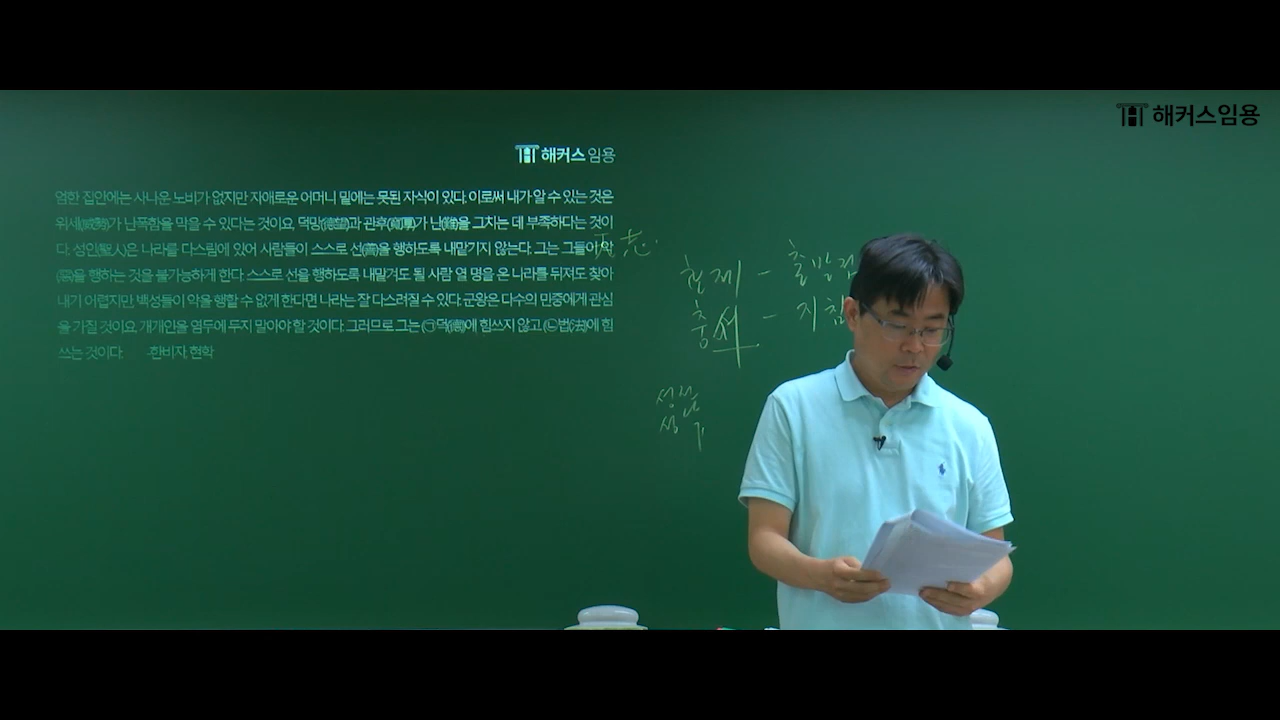 해커스임용
해커스 임용
엄한 집안에는 사나운 노비가 없지만 자애로운 어머니 밑에는 못된 자식이 있다. 이로써 내가 알 수 있는 것은
위세(威勢)가 난폭함을 막을 수 있다는 것이요, 덕망(德望)과 관후(寬厚)가 난(亂)을 그치는 데 부족하다는 것이
다. 성인(聖人)은 나라를 다스림에 있어 사람들이 스스로 선(善)을 행하도록 내맡기지 않는다. 그는 그들이 악
(惡)을 행하는 것을 불가능하게 한다. 스스로 선을 행하도록 내맡겨도 될 사람 열 명을 온 나라를 뒤져도 찾아
내기 어렵지만, 백성들이 악을 행할 수 없게 한다면 나라는 잘 다스려질 수 있다. 군왕은 다수의 민중에게 관심
을 가질 것이요, 개개인을 염두에 두지 말아야 할 것이다. 그러므로 그는 (㉠덕(德))에 힘쓰지 않고 (㉡법(法))에 힘
쓰는 것이다. -한비자, 현학
효제 - 출발점
충서 - 지침